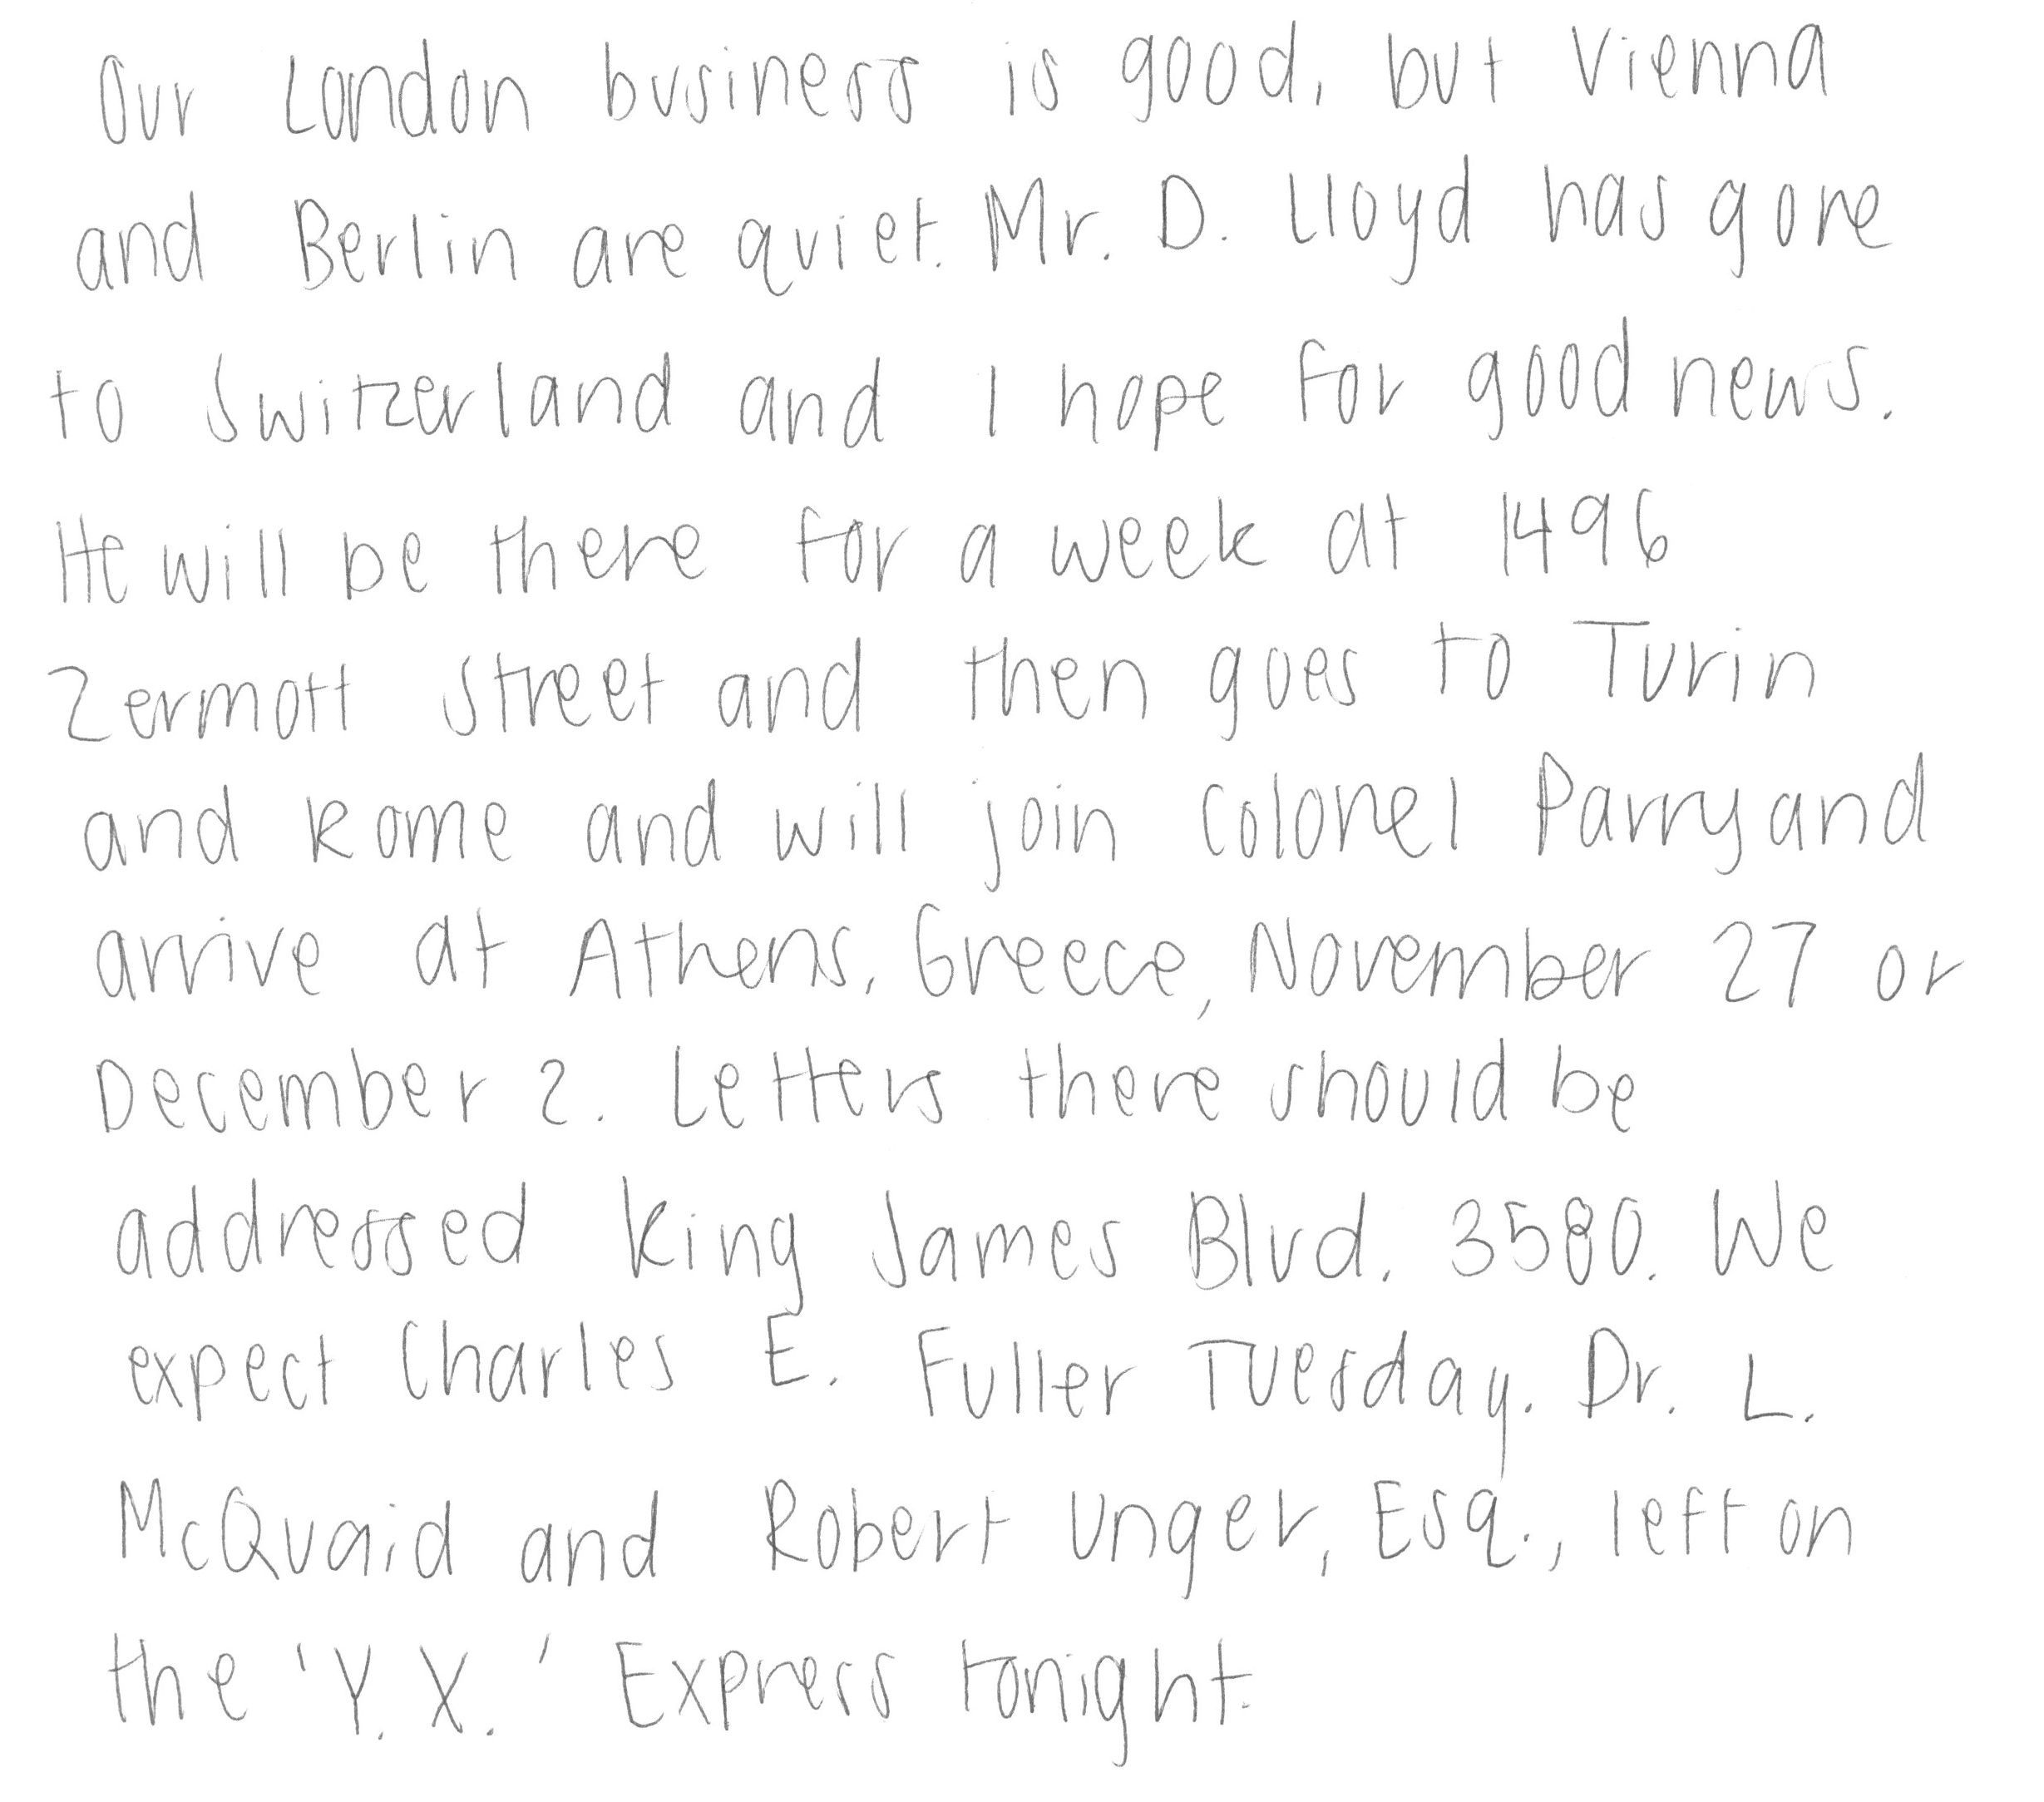 Our London business is good, but Vienna
and Berlin are quiet. Mr. D. Lloyd has gone
to Switzerland and I hope for good news.
He will be there for a week at 1496
Zermott Street and then goes to Turin
and Rome and will join Colonel Parry and
arrive at Athens, Greece, November 27 or
December 2. Letters there should be
addressed King James Blvd. 3580. We
expect Charles E. Fuller Tuesday. Dr. L.
McQuaid and Robert Unger, Esq., left on
the 'Y. X.' Express tonight.